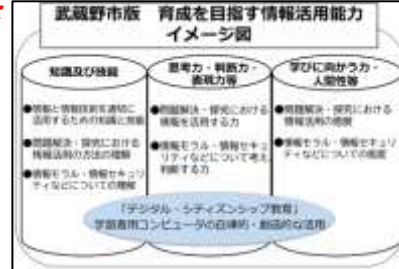 武蔵野市版 育成を目指す情報活用能力
イメージ図
知識及び技能
●情報と情報技術を適切に
活用するための知識と技能
●問題解決・探究における
情報活用の方法の理解
●情報モラル・情報セキュリ
ティなどについての理解
思考力・判断力・
表現力等
●問題解決・探究における
情報を活用する力
●情報モラル・情報セキュ
リティなどについて考え
判断する力
学びに向かう力・
人間性等
●問題解決・探究における
情報活用の態度
●情報モラル・情報セキュ
リティなどについての態度
「デジタル・シティズンシップ教育」
学習者用コンピュータの自律的・創造的な活用